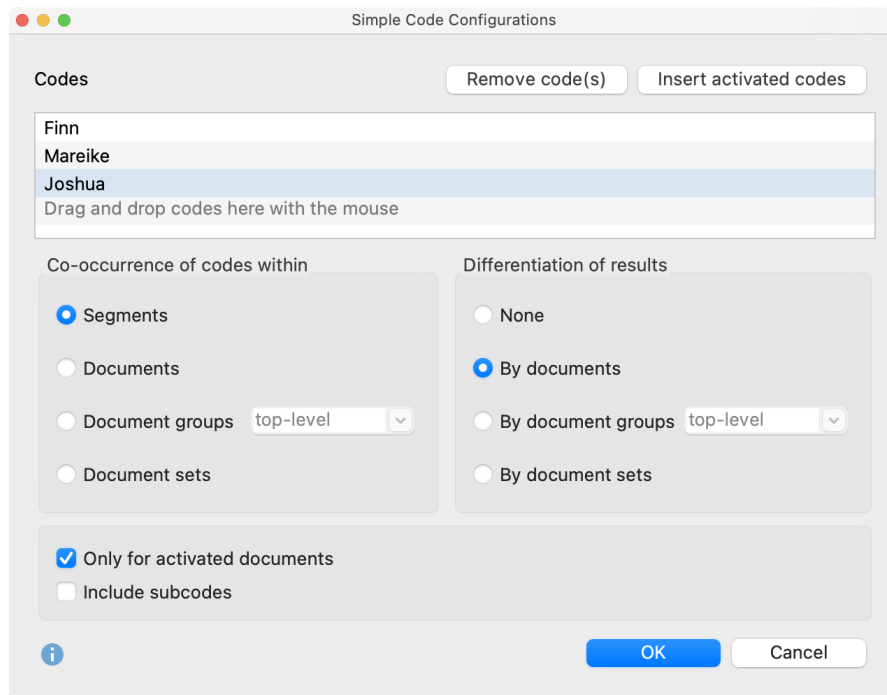 Simple Code Configurations
Codes
Remove code(s)
Insert activated codes
Finn
Mareike
Joshua
Drag and drop codes here with the mouse
Co-occurrence of codes within
Segments
Documents
Document groups top-level
Document sets
Differentiation of results
None
By documents
By document groups top-level
By document sets
Only for activated documents
Include subcodes
OK
Cancel